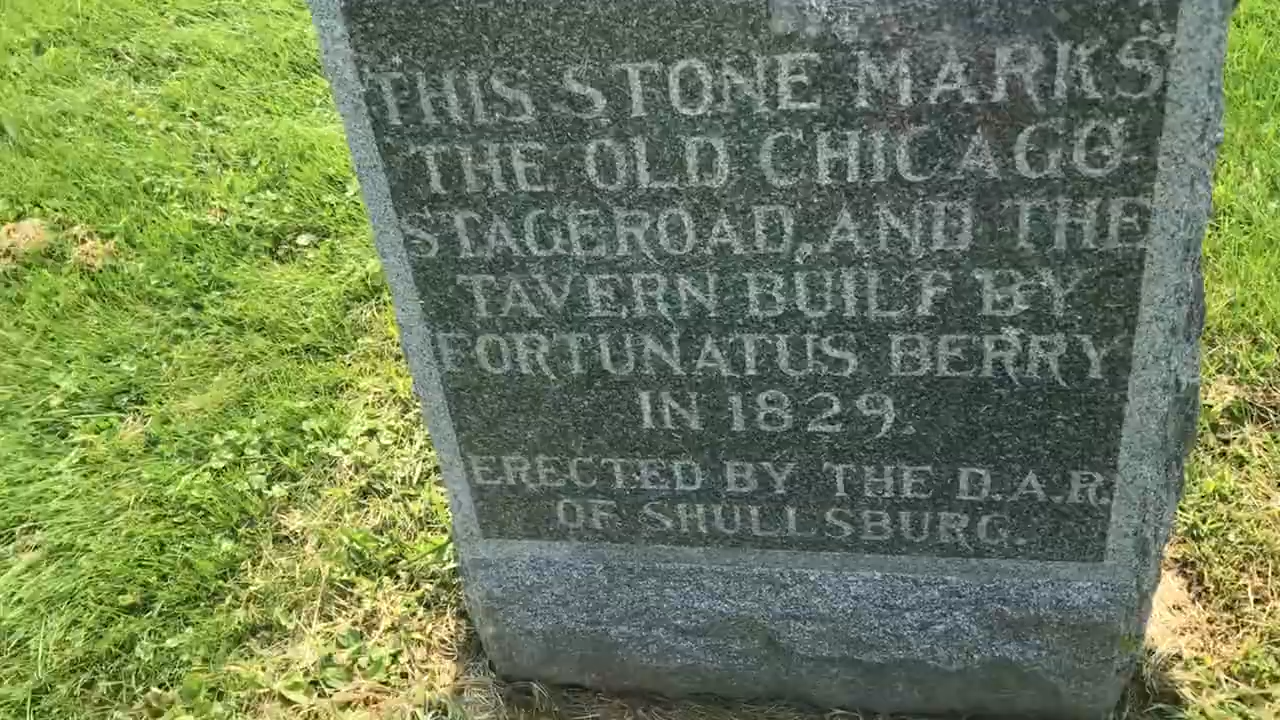 THIS STONE MARKS
THE OLD CHICAGO
STAGEROAD, AND THE
TAVERN BUILT BY
FORTUNATUS BERRY
IN 1829.
ERECTED BY THE D.A.R.
OF SHULLSBURG.